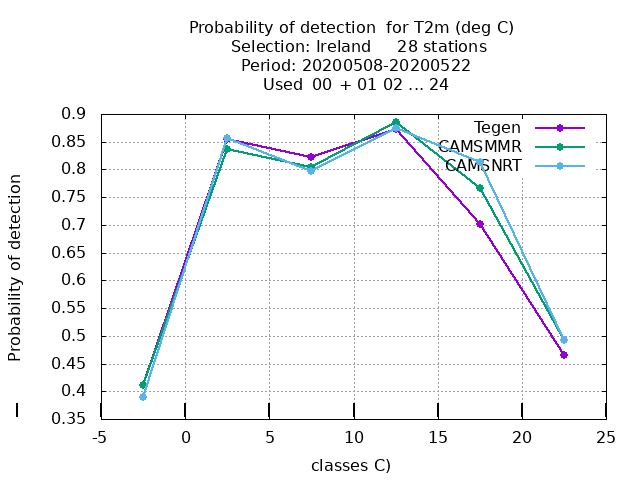 Probability of detection  for T2m (deg C)
Selection: Ireland     28 stations
Period: 20200508-20200522
Used  00 + 01 02 ... 24
Probability of detection
0.9
0.85
0.8
0.75
0.7
0.65
0.6
0.55
0.5
0.45
0.4
0.35
Tegen
CAMSMMR
CAMSNRT
-5
0
5
10
15
20
25
classes C)